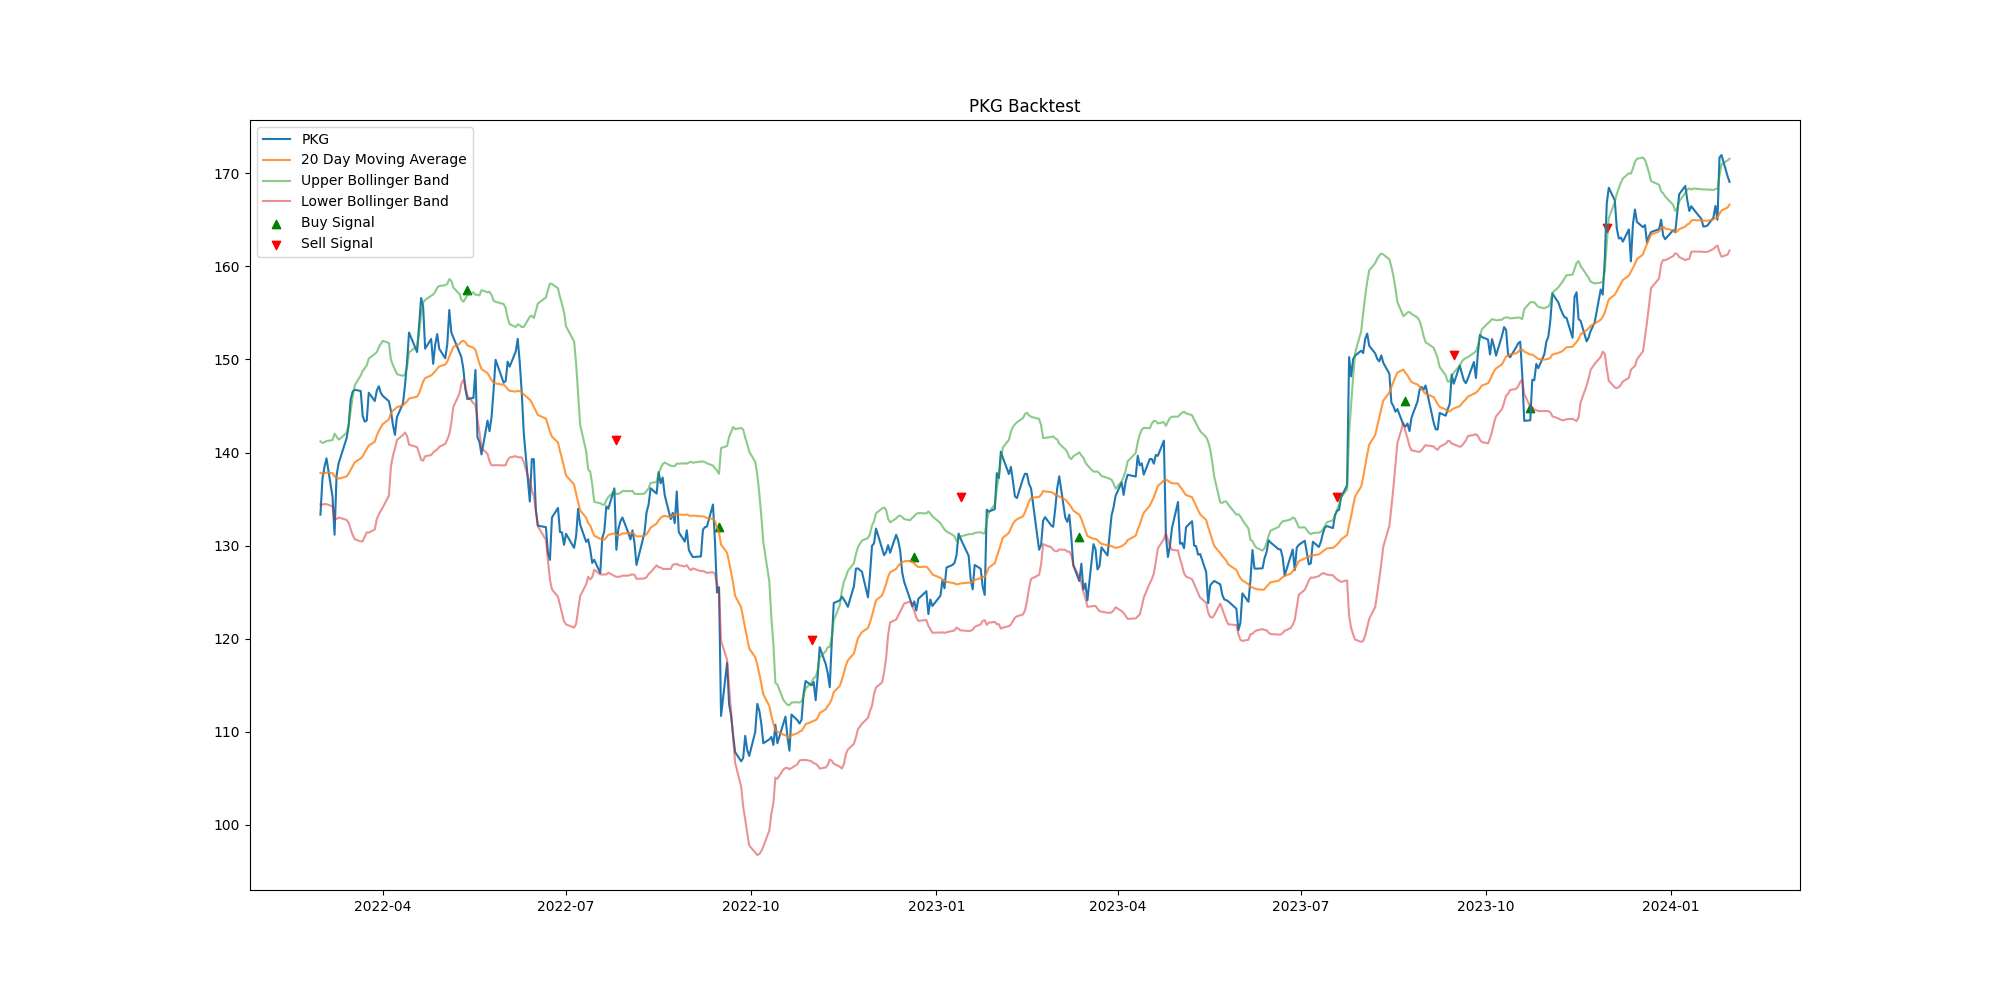 PKG Backtest
PKG
20 Day Moving Average
Upper Bollinger Band
Lower Bollinger Band
Buy Signal
Sell Signal
170
160
150
140
130
120
110
100
2022-04 2022-07 2022-10 2023-01 2023-04 2023-07 2023-10 2024-01